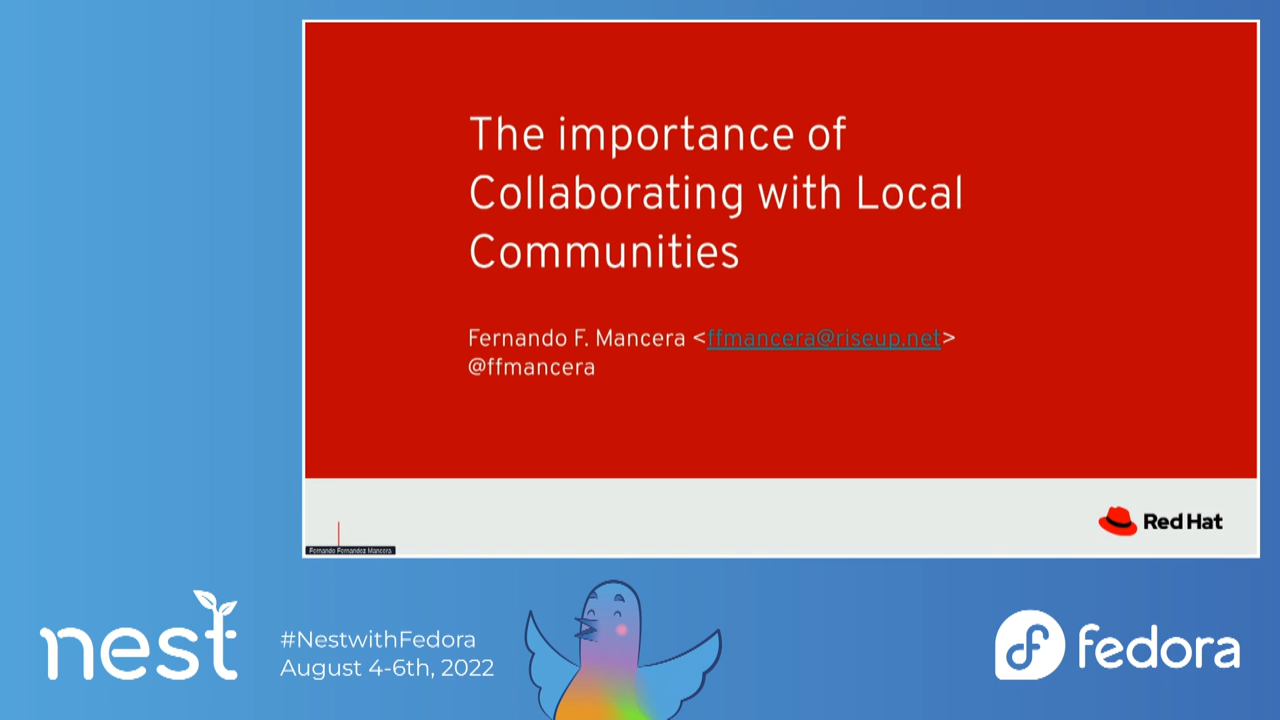 The importance of
Collaborating with Local
Communities
Fernando F. Mancera <ffmancera@riseup.net>
@ffmancera
Red Hat
Fernando Fernandez Mancera
nest
#NestwithFedora
August 4-6th, 2022
fedora